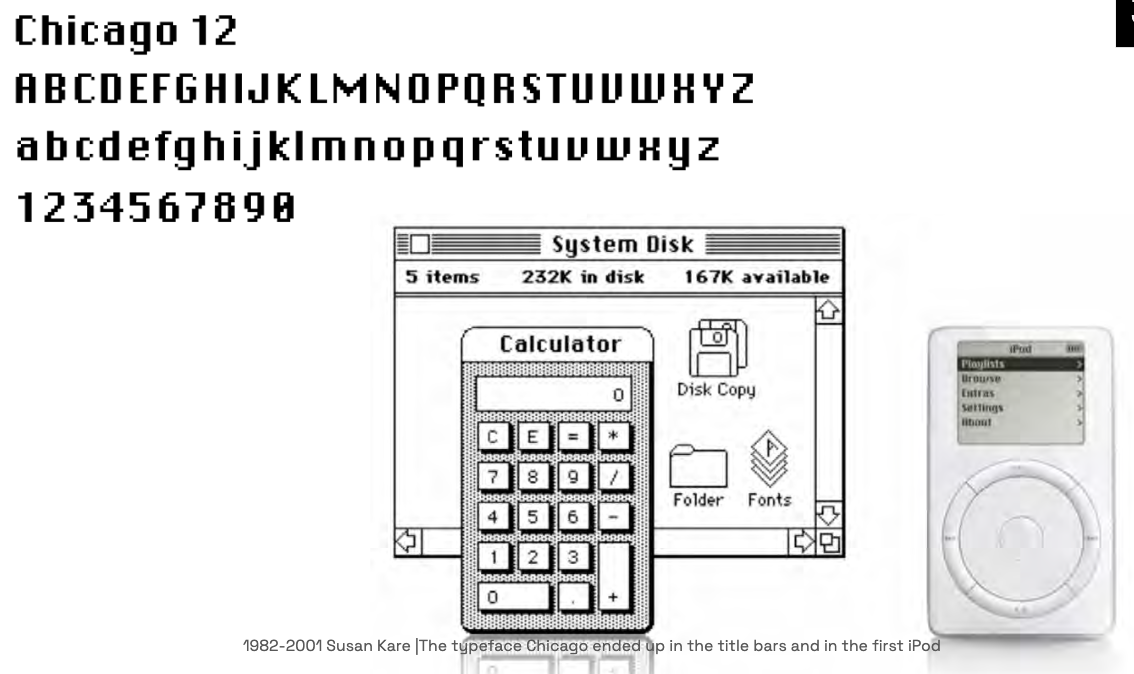 Chicago 12
ABCDEFGHIJKLMNOPQRSTUVWXYZ
abcdefghijklmnopqrstuvwxyz
1234567890
System Disk
5 items 232K in disk 167K available
Calculator
0
C E = *
7 8 9 /
4 5 6 -
1 2 3
0 . +
Disk Copy
Folder Fonts
iPod
Playlists >
Browse >
Extras >
Settings >
About >
1982-2001 Susan Kare |The typeface Chicago ended up in the title bars and in the first iPod